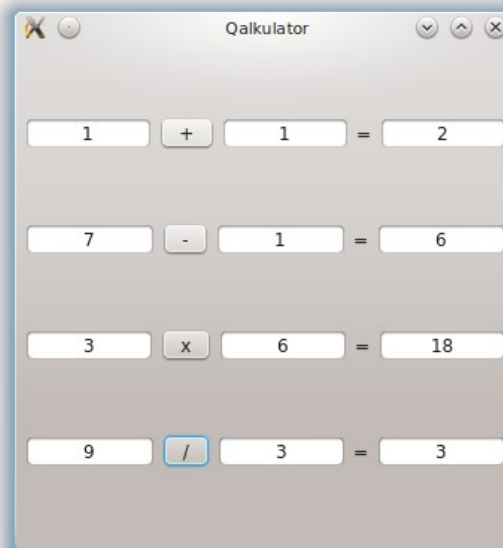 Qalkulator
1 + 1 = 2
7 - 1 = 6
3 x 6 = 18
9 / 3 = 3